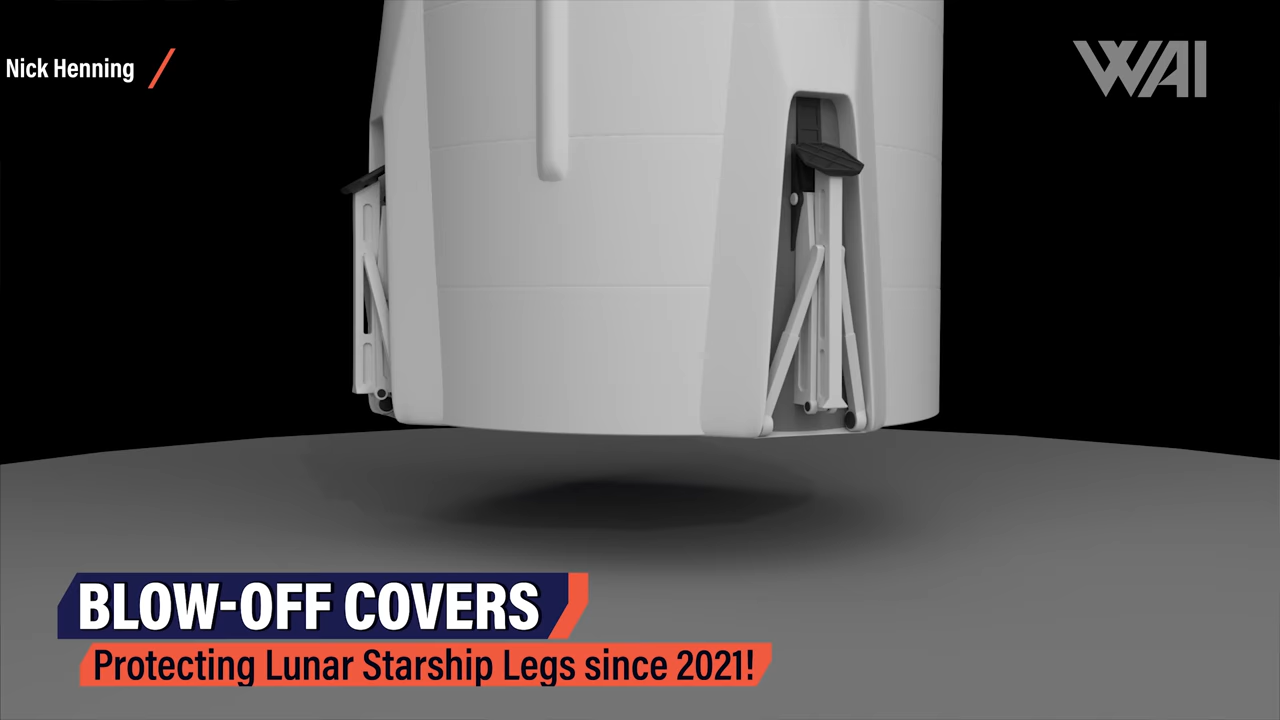 Nick Henning
WAI
BLOW-OFF COVERS
Protecting Lunar Starship Legs since 2021!